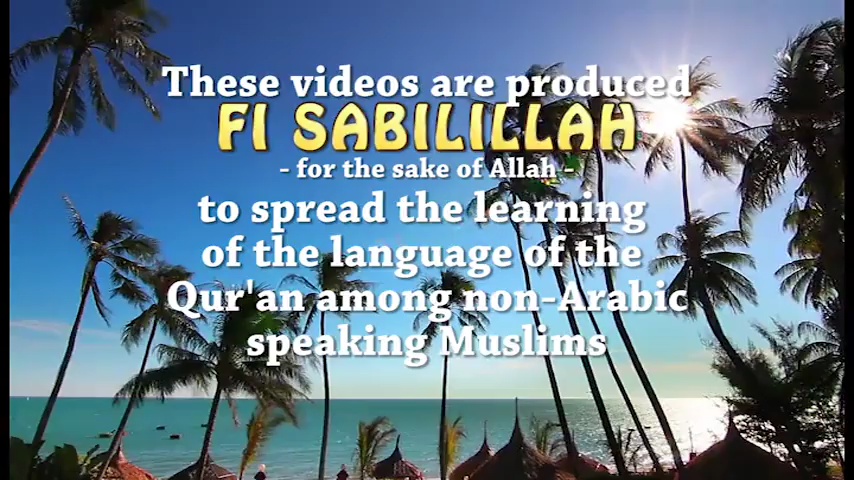 These videos are produced
FI SABILILLAH
- for the sake of Allah -
to spread the learning
of the language of the
Qur'an among non-Arabic
speaking Muslims